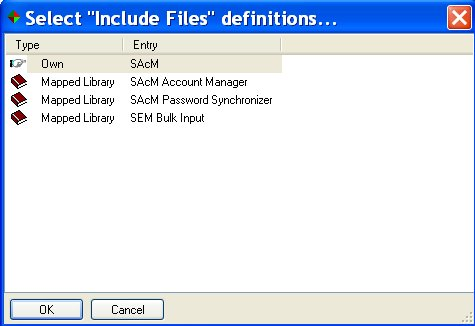 Select "Include Files" definitions...
Type Entry
Own SAcM
Mapped Library SAcM Account Manager
Mapped Library SAcM Password Synchronizer
Mapped Library SEM Bulk Input
OK Cancel